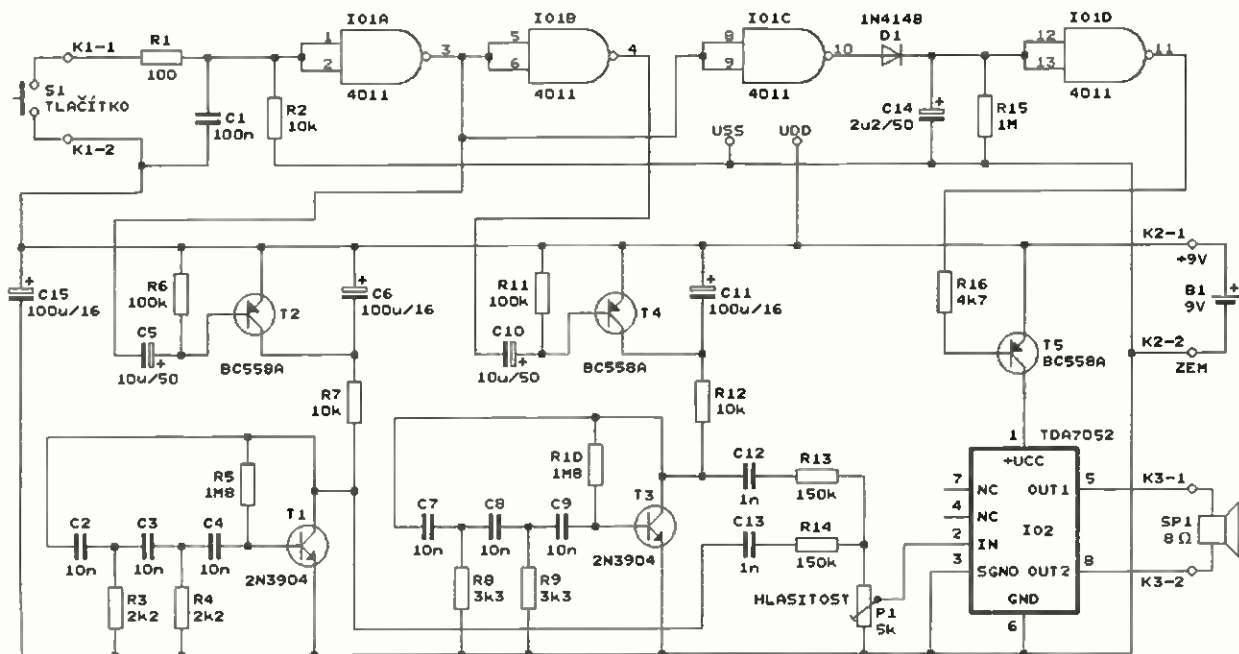 IO1A
IO1B
IO1C
1N4148
D1
IO1D
K1-1
R1
100
1
2
3
5
6
4
8
9
10
12
13
11
4011
4011
4011
4011
S1
TLAČÍTKO
K1-2
C1
100n
R2
10k
C14
2u2/50
+
R15
1M
USS
UDD
K2-1
+9V
C15
100u/16
+
R6
100k
T2
C6
100u/16
+
R11
100k
T4
C11
100u/16
+
R16
4k7
B1
9V
+
C5
10u/50
+
BC558A
C10
10u/50
+
BC558A
T5
BC558A
K2-2
ZEM
R7
10k
R12
10k
1
TDA7052
+UCC
R5
1M8
R10
1M8
C12
1n
R13
150k
7
NC
OUT1
5
K3-1
4
NC
IO2
SP1
8Ω
C2
10n
C3
10n
C4
10n
T1
2N3904
C7
10n
C8
10n
C9
10n
T3
2N3904
C13
1n
R14
150k
2
IN
3
SGND
OUT2
8
K3-2
R3
2k2
R4
2k2
R8
3k3
R9
3k3
HLASITOST
P1
5k
GND
6